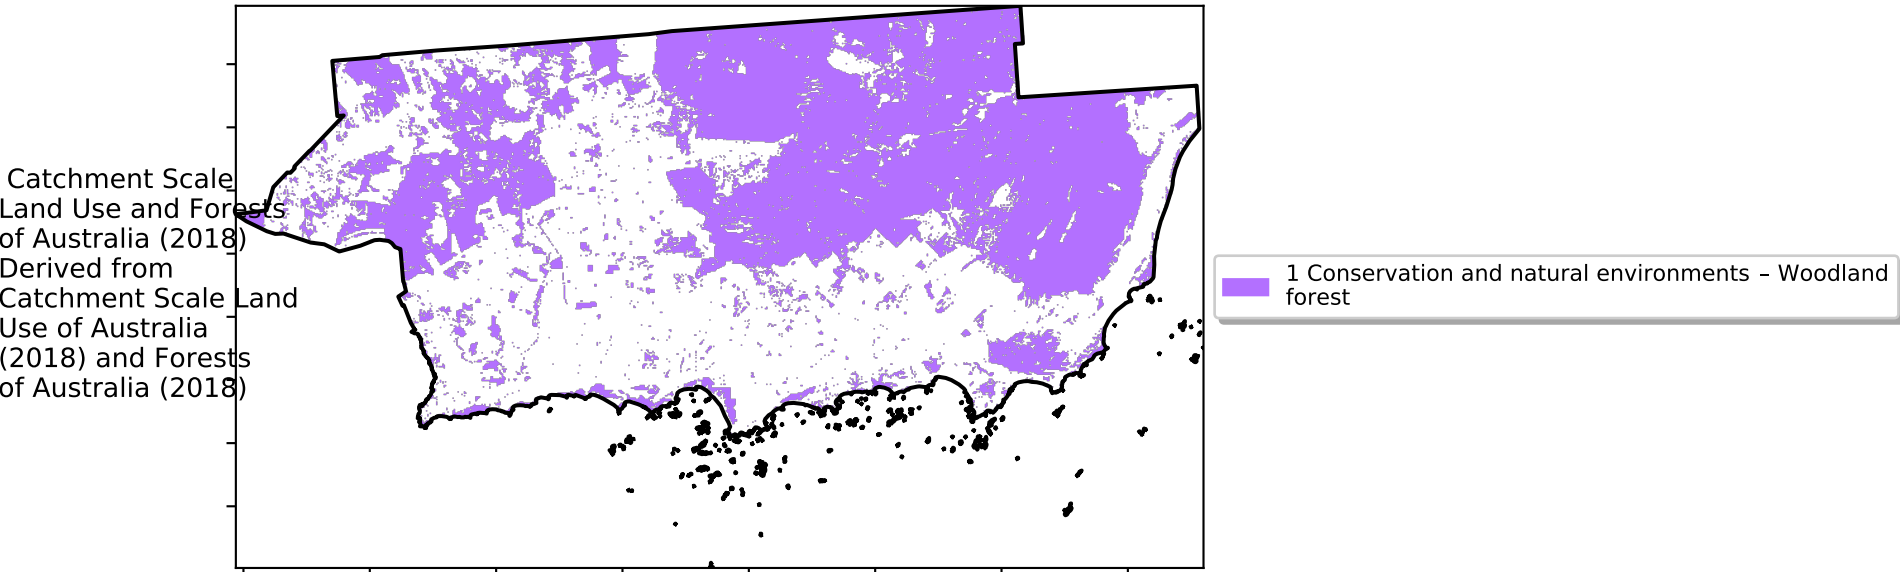 Catchment Scale
Land Use and Forests
of Australia (2018)
Derived from
Catchment Scale Land
Use of Australia
(2018) and Forests
of Australia (2018)
1 Conservation and natural environments – Woodland
forest